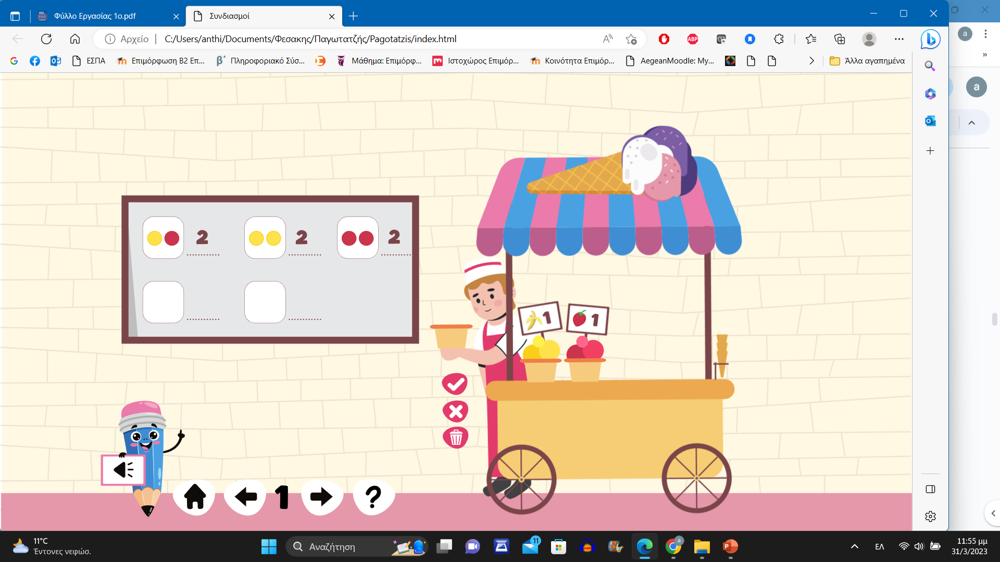 Φύλλο Εργασίας 1ο.pdf
Συνδιασμοί
Αρχείο
C:/Users/anthi/Documents/Φεσακης/Παγωτατζής/Pagotatzis/index.html
ABP
a
ΕΣΠΑ
Επιμόρφωση Β2 Επ...
Πληροφοριακό Σύσ...
Μάθημα: Επιμόρφ...
Ιστοχώρος Επιμόρ...
Κοινότητα Επιμόρ...
AegeanMoodle: My...
Άλλα αγαπημένα
a
2 2 2
1 1
1 ?
11°C
Έντονες νεφώσ.
Αναζήτηση
11
a
ΕΛ
11:55 μμ
31/3/2023